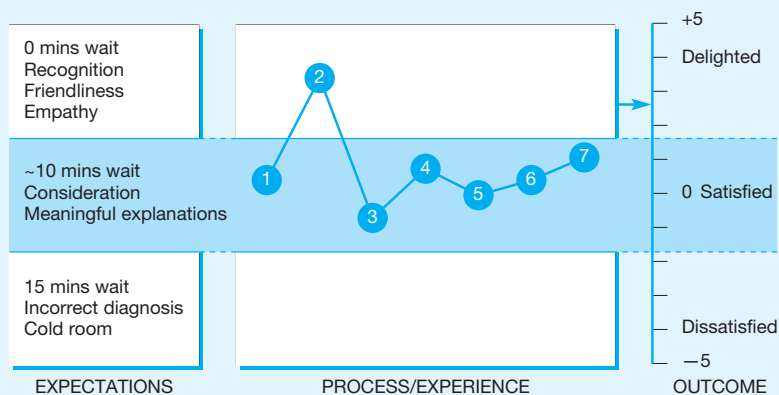 0 mins wait
Recognition
Friendliness
Empathy
~10 mins wait
Consideration
Meaningful explanations
15 mins wait
Incorrect diagnosis
Cold room
1
2
3
4
5
6
7
+5
Delighted
0 Satisfied
Dissatisfied
−5
EXPECTATIONS
PROCESS/EXPERIENCE
OUTCOME